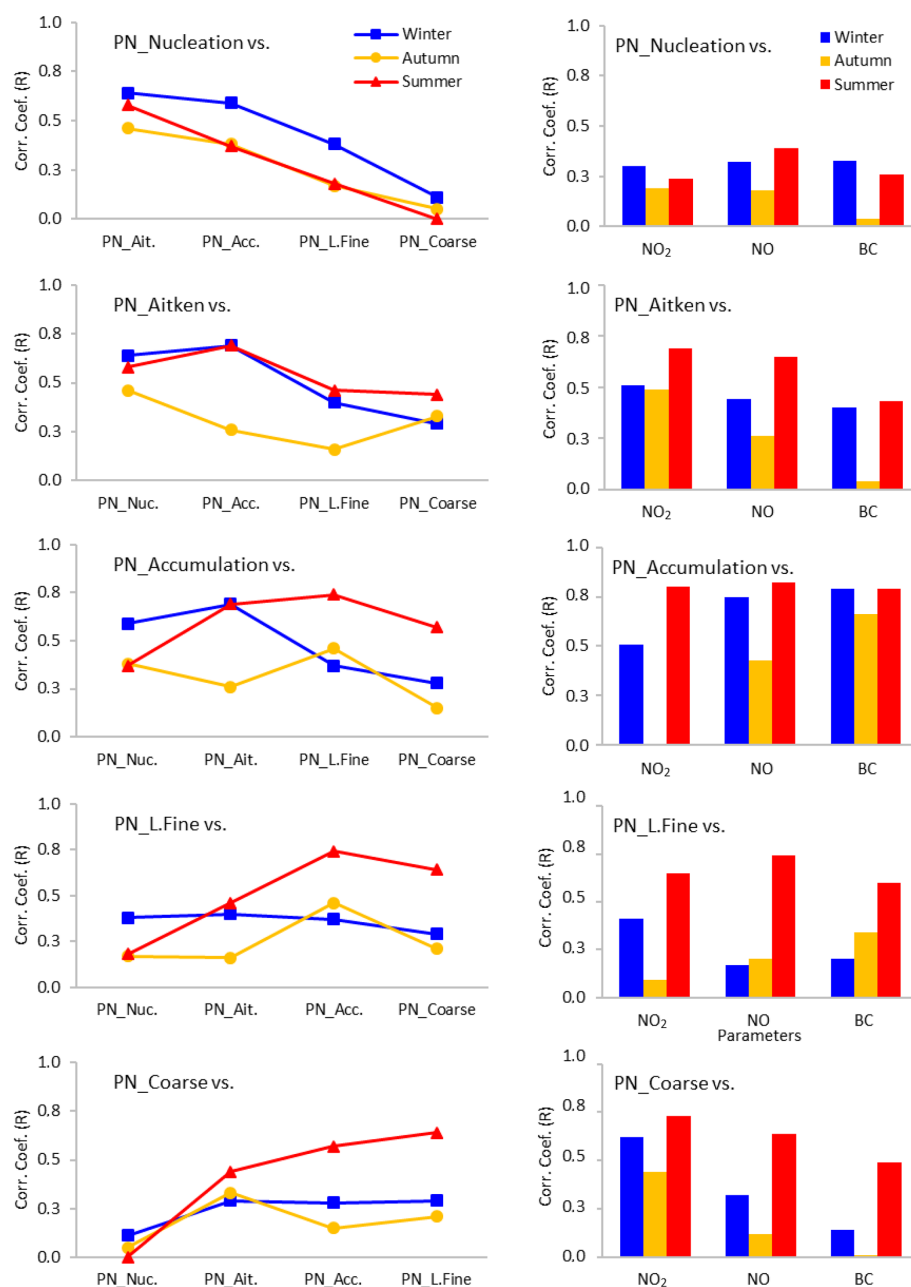 PN_Nucleation vs.
Winter
Autumn
Summer
Corr. Coef. (R)
1.0
0.8
0.5
0.3
0.0
PN_Ait.
PN_Acc.
PN_L.Fine
PN_Coarse
PN_Nucleation vs.
Winter
Autumn
Summer
Corr. Coef. (R)
1.0
0.8
0.5
0.3
0.0
NO₂
NO
BC
PN_Aitken vs.
Corr. Coef. (R)
1.0
0.8
0.5
0.3
0.0
PN_Nuc.
PN_Acc.
PN_L.Fine
PN_Coarse
PN_Aitken vs.
Corr. Coef. (R)
1.0
0.8
0.5
0.3
0.0
NO₂
NO
BC
PN_Accumulation vs.
Corr. Coef. (R)
1.0
0.8
0.5
0.3
0.0
PN_Nuc.
PN_Ait.
PN_L.Fine
PN_Coarse
PN_Accumulation vs.
Corr. Coef. (R)
1.0
0.8
0.5
0.3
0.0
NO₂
NO
BC
PN_L.Fine vs.
Corr. Coef. (R)
1.0
0.8
0.5
0.3
0.0
PN_Nuc.
PN_Ait.
PN_Acc.
PN_Coarse
PN_L.Fine vs.
Corr. Coef. (R)
1.0
0.8
0.5
0.3
0.0
NO₂
NO
BC
Parameters
PN_Coarse vs.
Corr. Coef. (R)
1.0
0.8
0.5
0.3
0.0
PN_Nuc.
PN_Ait.
PN_Acc.
PN_L.Fine
PN_Coarse vs.
Corr. Coef. (R)
1.0
0.8
0.5
0.3
0.0
NO₂
NO
BC